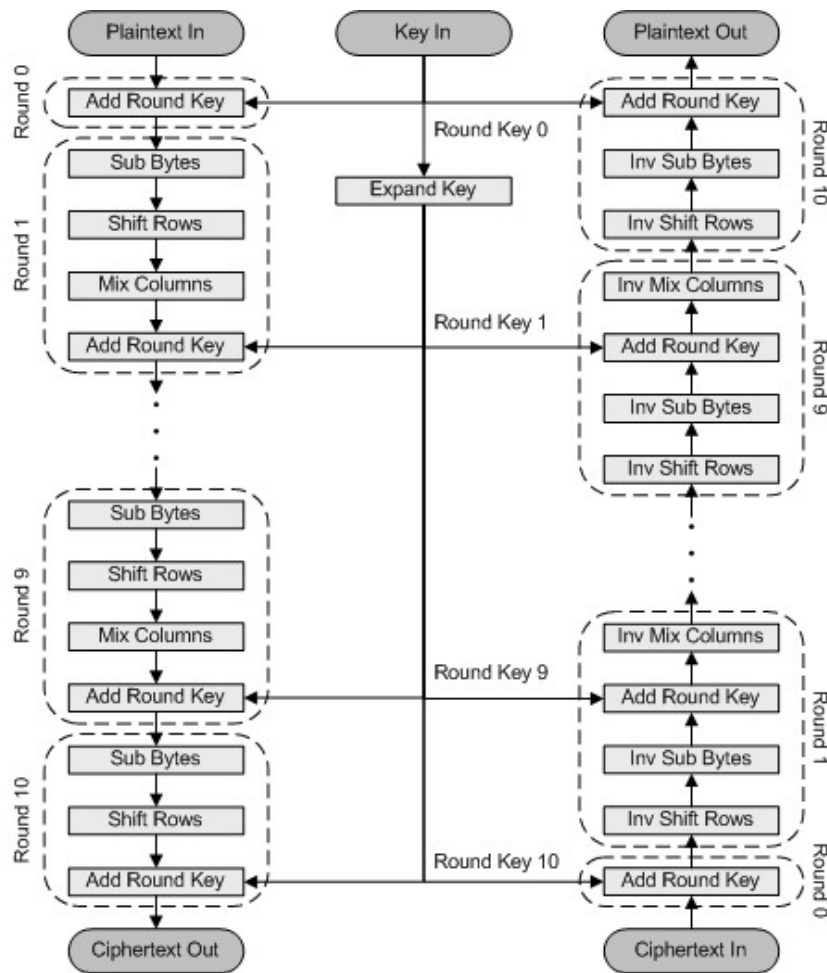 Plaintext In
Key In
Plaintext Out
Round 0
Add Round Key
Round Key 0
Add Round Key
Round 1
Sub Bytes
Expand Key
Inv Sub Bytes
Round 10
Shift Rows
Inv Shift Rows
Mix Columns
Inv Mix Columns
Add Round Key
Round Key 1
Add Round Key
Round 9
Inv Sub Bytes
Inv Shift Rows
Round 9
Sub Bytes
Shift Rows
Mix Columns
Inv Mix Columns
Add Round Key
Round Key 9
Add Round Key
Round 1
Round 10
Sub Bytes
Inv Sub Bytes
Shift Rows
Inv Shift Rows
Add Round Key
Round Key 10
Add Round Key
Round 0
Ciphertext Out
Ciphertext In